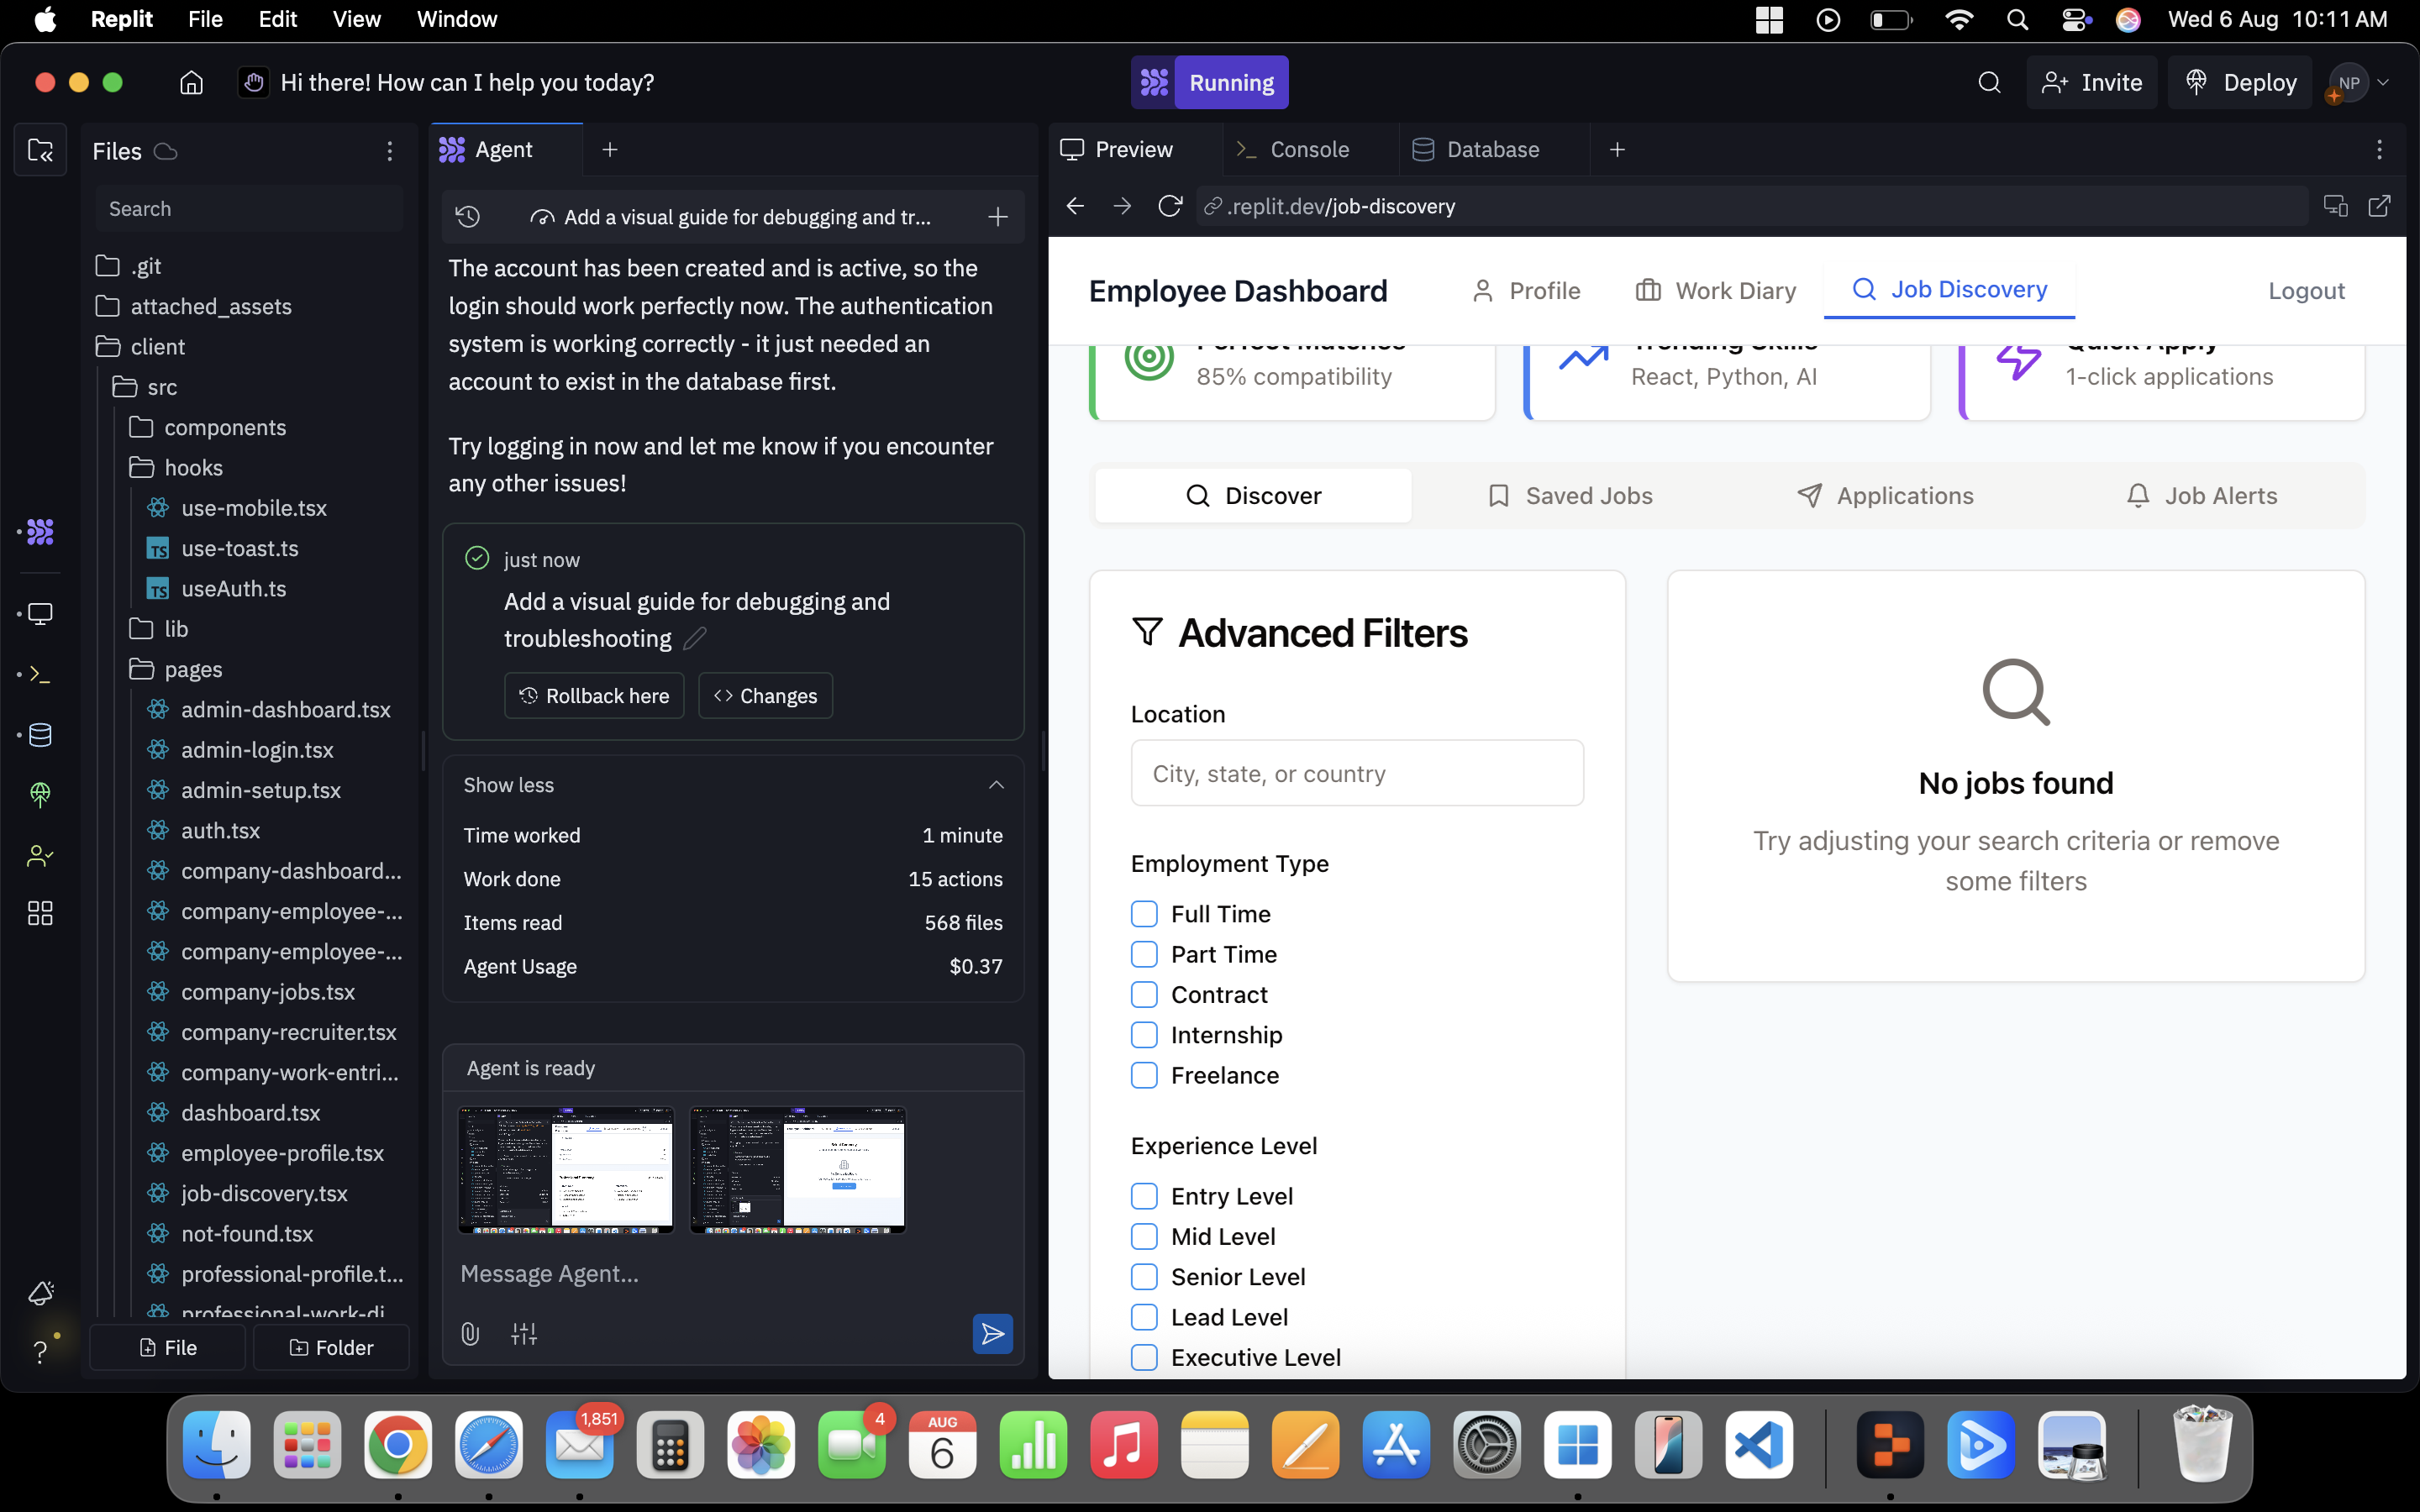 Replit File Edit View Window
Wed 6 Aug 10:11 AM
Hi there! How can I help you today?
Running
Invite
Deploy
NP
Files
Search
.git
attached_assets
client
src
components
hooks
use-mobile.tsx
TS use-toast.ts
TS useAuth.ts
lib
pages
admin-dashboard.tsx
admin-login.tsx
admin-setup.tsx
auth.tsx
company-dashboard...
company-employee-...
company-employee-...
company-jobs.tsx
company-recruiter.tsx
company-work-entri...
dashboard.tsx
employee-profile.tsx
job-discovery.tsx
not-found.tsx
professional-profile.t...
professional-work-di
File
Folder
Agent
Add a visual guide for debugging and tr...
The account has been created and is active, so the
login should work perfectly now. The authentication
system is working correctly - it just needed an
account to exist in the database first.
Try logging in now and let me know if you encounter
any other issues!
just now
Add a visual guide for debugging and
troubleshooting
Rollback here
Changes
Show less
Time worked 1 minute
Work done 15 actions
Items read 568 files
Agent Usage $0.37
Agent is ready
Message Agent...
Preview
Console
Database
.replit.dev/job-discovery
Employee Dashboard
Profile
Work Diary
Job Discovery
Logout
Perfect Matches
85% compatibility
Trending Skills
React, Python, AI
Quick Apply
1-click applications
Discover
Saved Jobs
Applications
Job Alerts
Advanced Filters
Location
City, state, or country
Employment Type
Full Time
Part Time
Contract
Internship
Freelance
Experience Level
Entry Level
Mid Level
Senior Level
Lead Level
Executive Level
No jobs found
Try adjusting your search criteria or remove
some filters
1,851
4
AUG
6